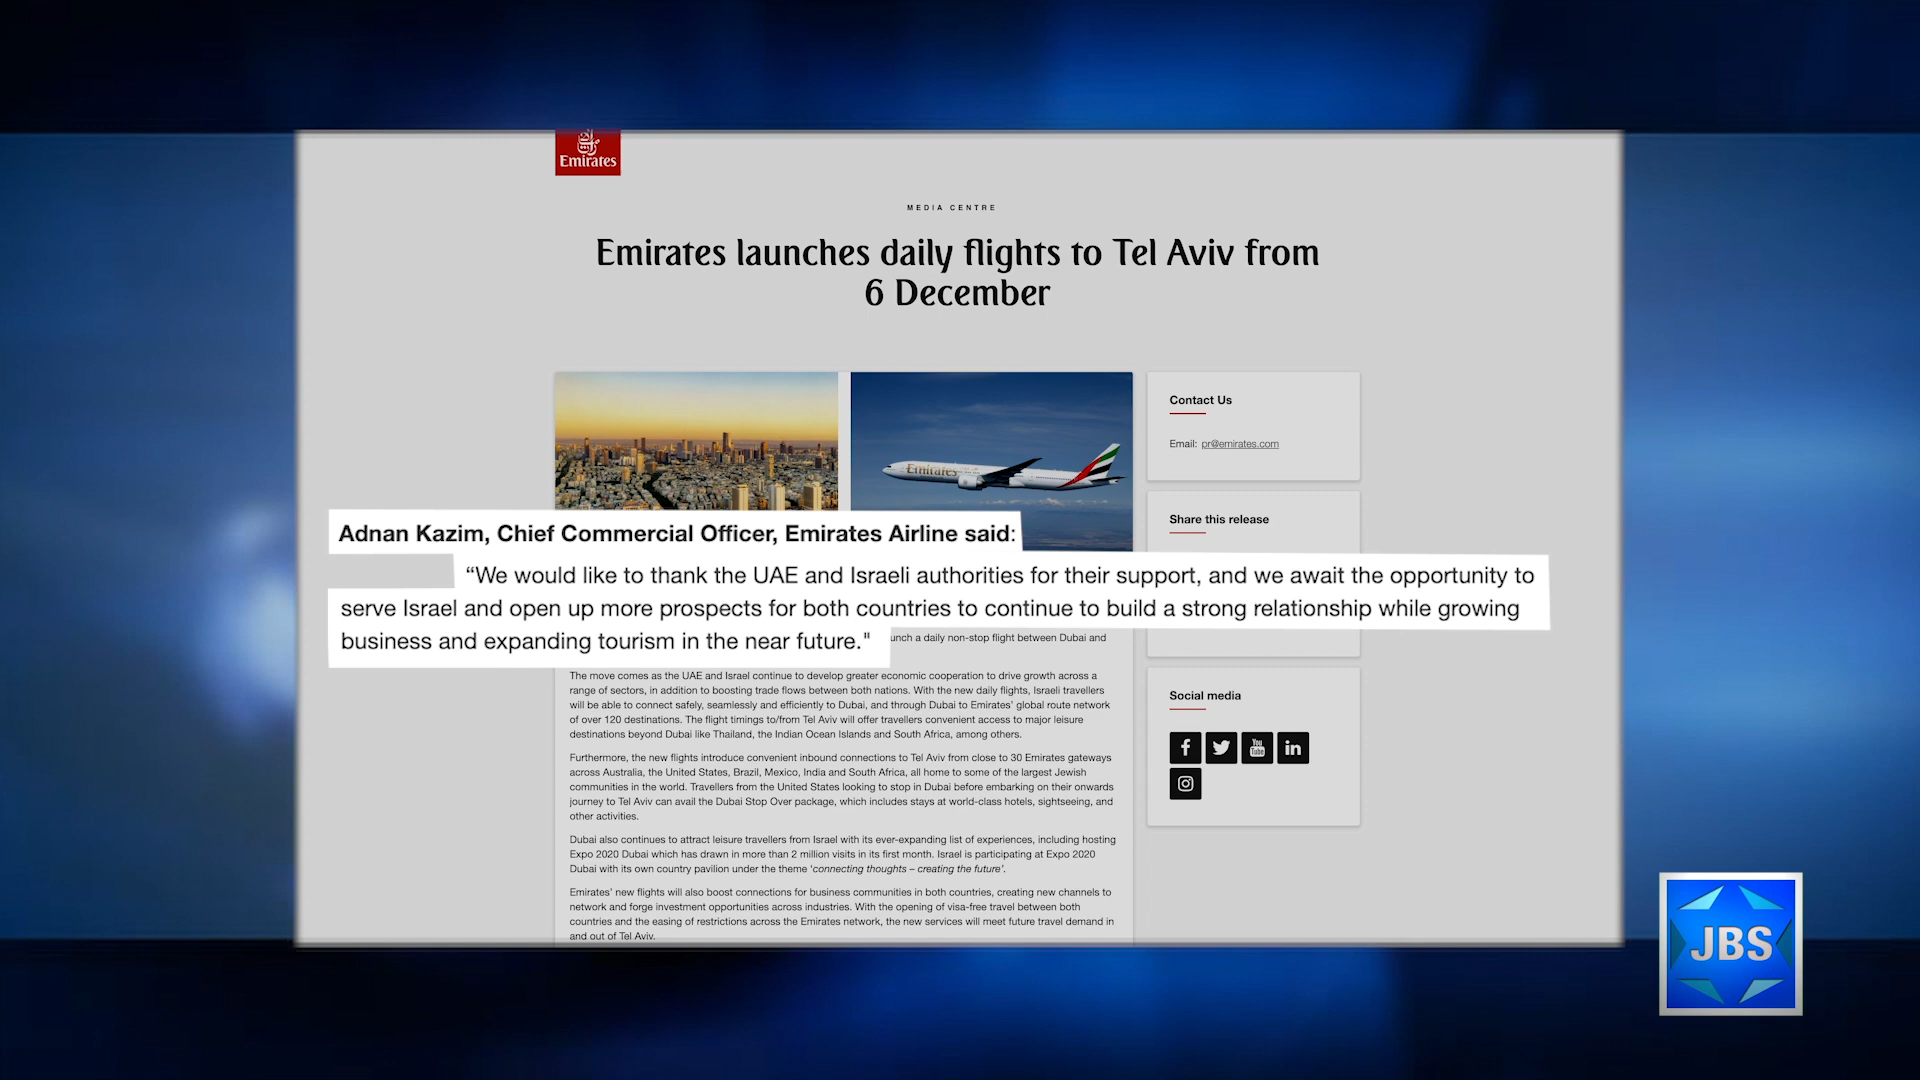 Emirates
MEDIA CENTRE
Emirates launches daily flights to Tel Aviv from
6 December
Emirates
Contact Us
Email: pr@emirates.com
Share this release
Adnan Kazim, Chief Commercial Officer, Emirates Airline said:
“We would like to thank the UAE and Israeli authorities for their support, and we await the opportunity to
serve Israel and open up more prospects for both countries to continue to build a strong relationship while growing
business and expanding tourism in the near future."
unch a daily non-stop flight between Dubai and
The move comes as the UAE and Israel continue to develop greater economic cooperation to drive growth across a
range of sectors, in addition to boosting trade flows between both nations. With the new daily flights, Israeli travellers
will be able to connect safely, seamlessly and efficiently to Dubai, and through Dubai to Emirates’ global route network
of over 120 destinations. The flight timings to/from Tel Aviv will offer travellers convenient access to major leisure
destinations beyond Dubai like Thailand, the Indian Ocean Islands and South Africa, among others.
Furthermore, the new flights introduce convenient inbound connections to Tel Aviv from close to 30 Emirates gateways
across Australia, the United States, Brazil, Mexico, India and South Africa, all home to some of the largest Jewish
communities in the world. Travellers from the United States looking to stop in Dubai before embarking on their onwards
journey to Tel Aviv can avail the Dubai Stop Over package, which includes stays at world-class hotels, sightseeing, and
other activities.
Dubai also continues to attract leisure travellers from Israel with its ever-expanding list of experiences, including hosting
Expo 2020 Dubai which has drawn in more than 2 million visits in its first month. Israel is participating at Expo 2020
Dubai with its own country pavilion under the theme ‘connecting thoughts – creating the future’.
Emirates’ new flights will also boost connections for business communities in both countries, creating new channels to
network and forge investment opportunities across industries. With the opening of visa-free travel between both
countries and the easing of restrictions across the Emirates network, the new services will meet future travel demand in
and out of Tel Aviv.
Social media
You
Tube
in
JBS